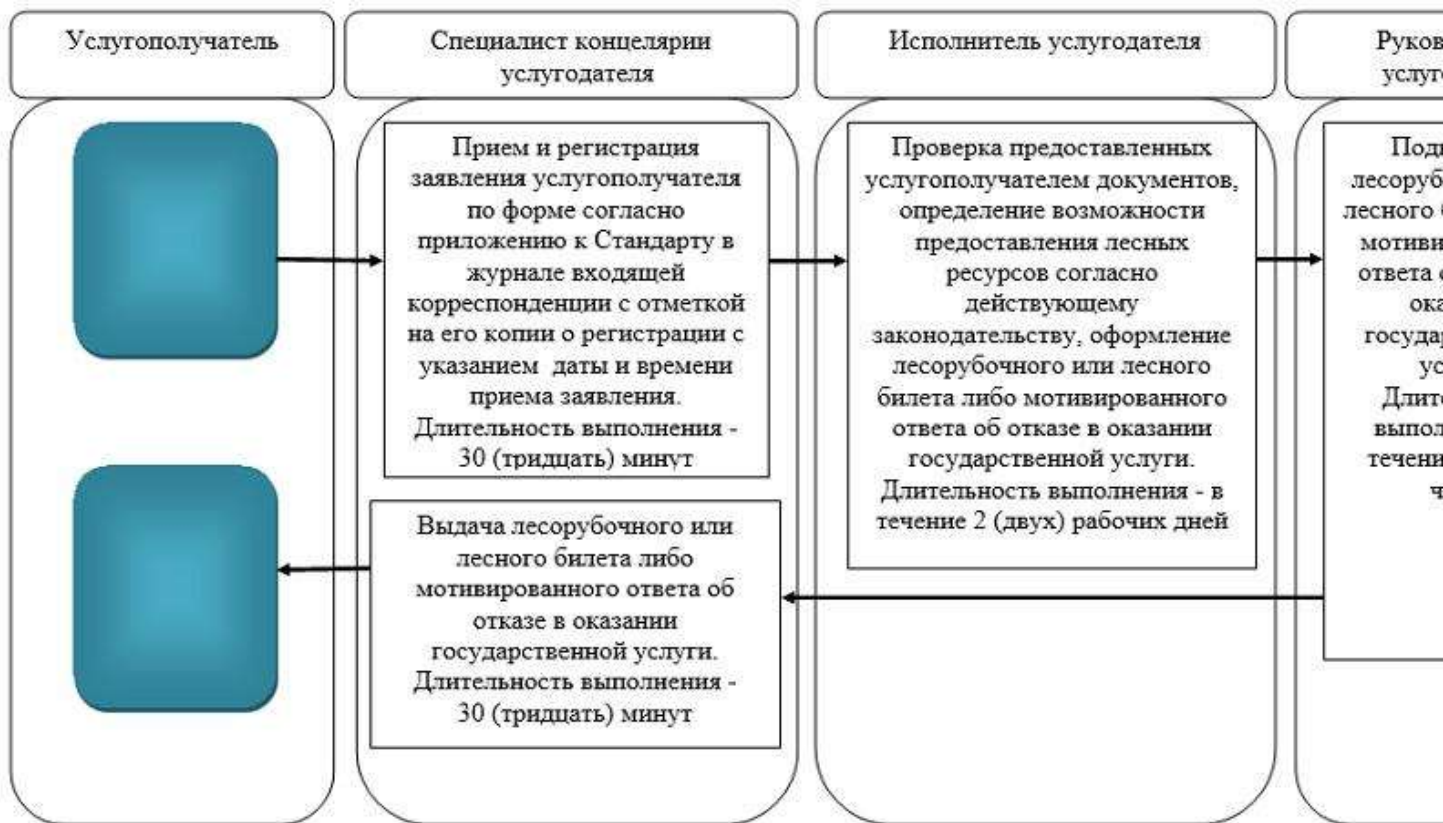 Услугополучатель
Специалист концелярии
услугодателя
Исполнитель услугодателя
Прием и регистрация
заявления услугополучателя
по форме согласно
приложению к Стандарту в
журнале входящей
корреспонденции с отметкой
на его копии о регистрации с
указанием даты и времени
приема заявления.
Длительность выполнения -
30 (тридцать) минут
Выдача лесорубочного или
лесного билета либо
мотивированного ответа об
отказе в оказании
государственной услуги.
Длительность выполнения -
30 (тридцать) минут
Проверка предоставленных
услугополучателем документов,
определение возможности
предоставления лесных
ресурсов согласно
действующему
законодательству, оформление
лесорубочного или лесного
билета либо мотивированного
ответа об отказе в оказании
государственной услуги.
Длительность выполнения - в
течение 2 (двух) рабочих дней
лесного
ответа